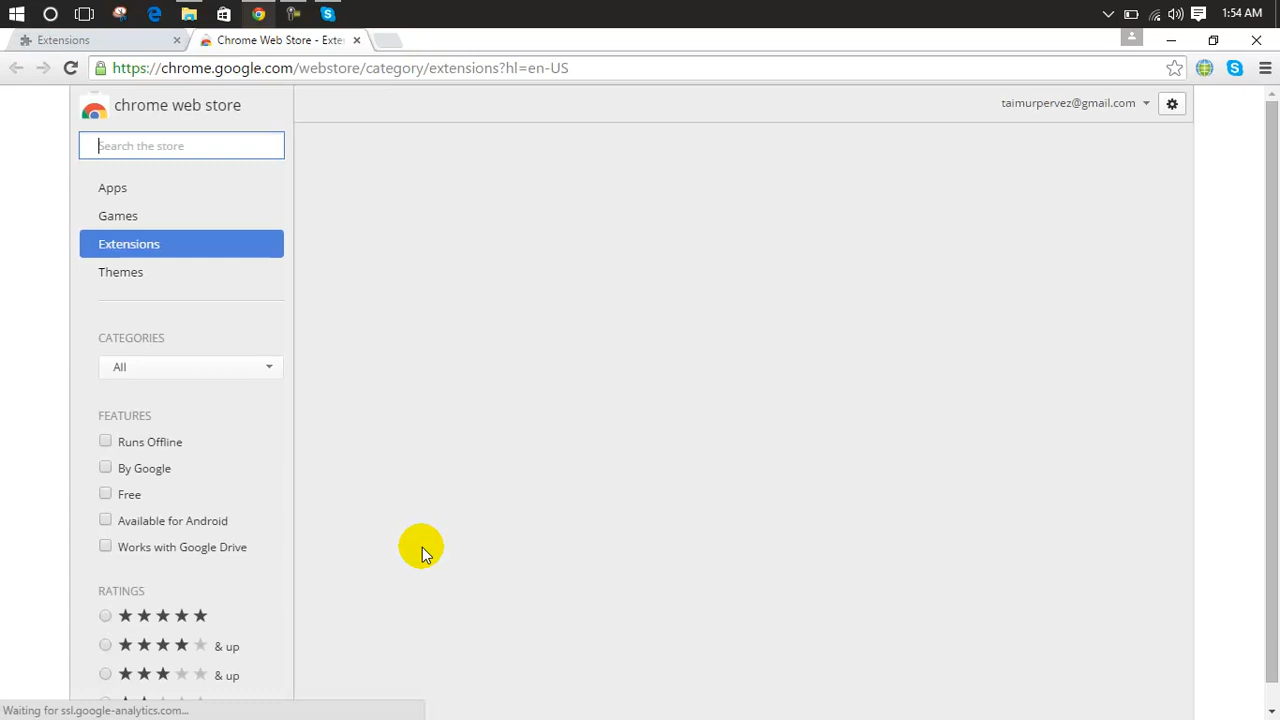 1:54 AM
Extensions
Chrome Web Store - Exte
https://chrome.google.com/webstore/category/extensions?hl=en-US
chrome web store
taimurpervez@gmail.com
Search the store
Apps
Games
Extensions
Themes
CATEGORIES
All
FEATURES
Runs Offline
By Google
Free
Available for Android
Works with Google Drive
RATINGS
& up
& up
Waiting for ssl.google-analytics.com...